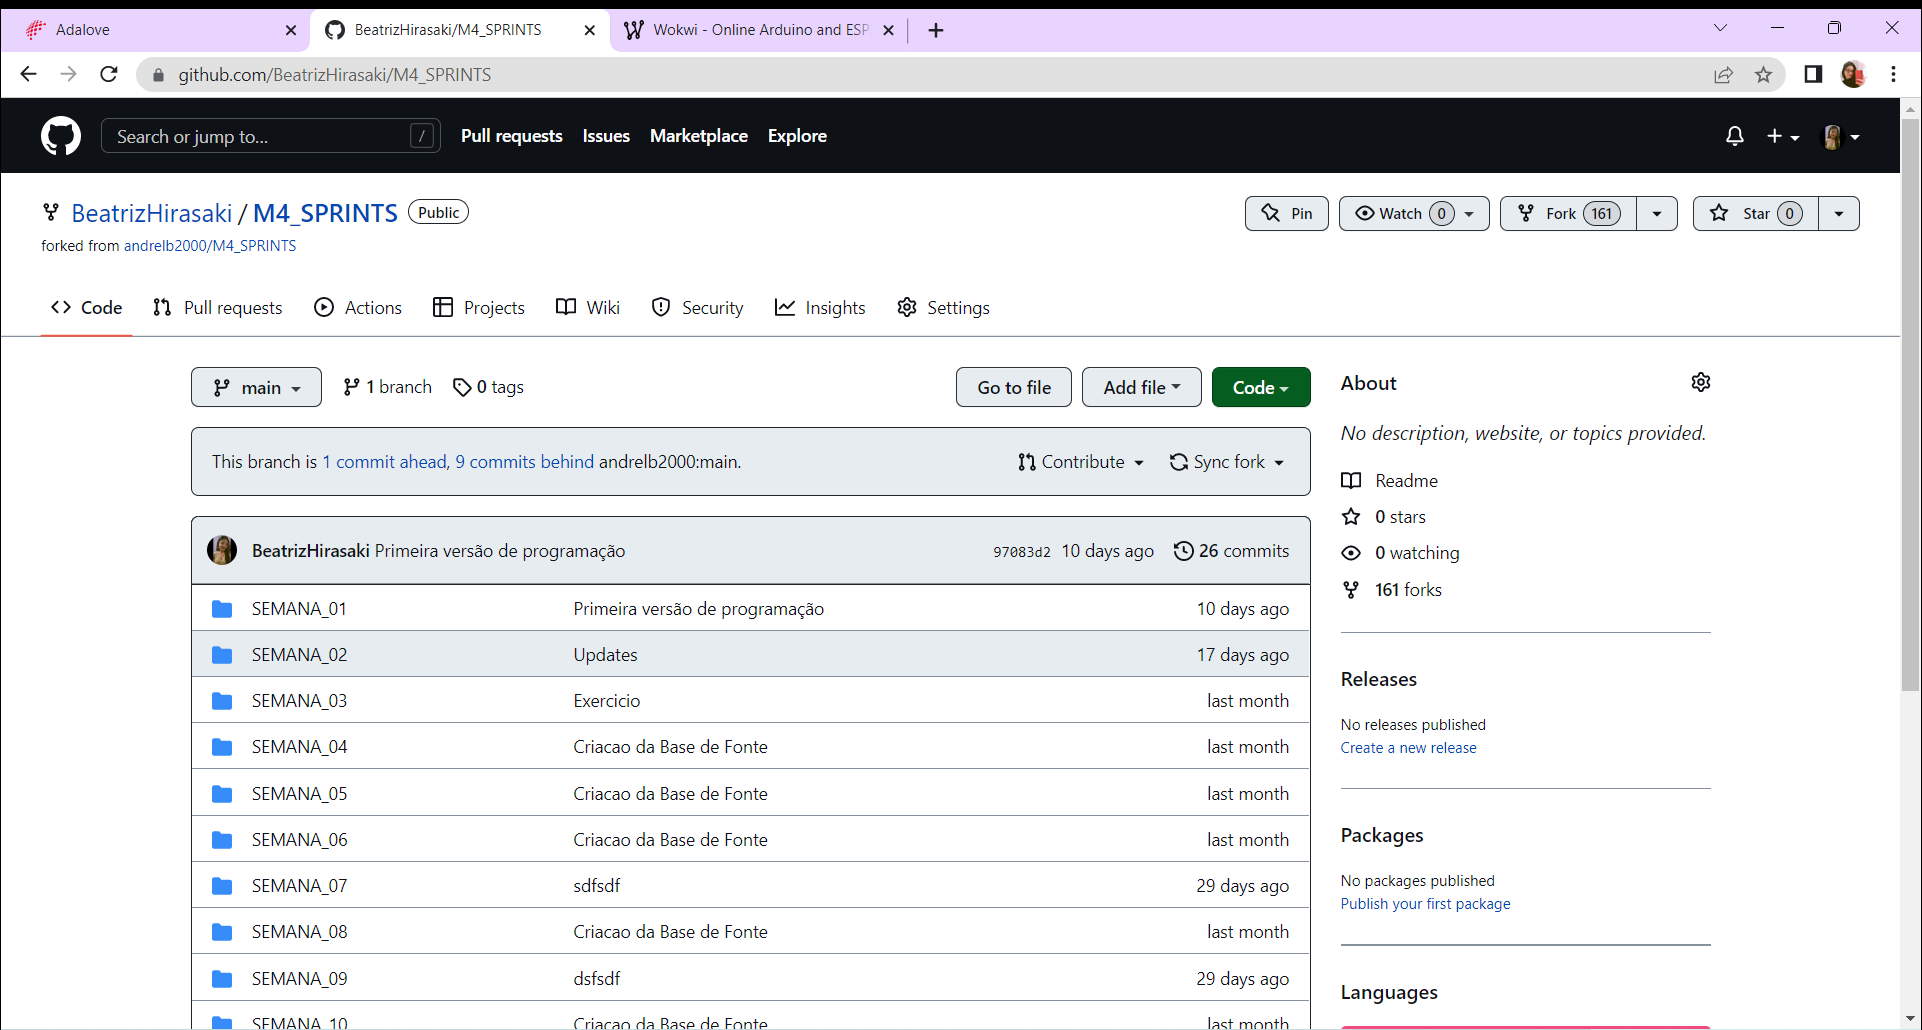 Adalove
BeatrizHirasaki/M4_SPRINTS
Wokwi - Online Arduino and ESP
github.com/BeatrizHirasaki/M4_SPRINTS
Search or jump to... /
Pull requests Issues Marketplace Explore
BeatrizHirasaki / M4_SPRINTS Public
Pin Watch 0 Fork 161 Star 0
forked from andrelb2000/M4_SPRINTS
Code Pull requests Actions Projects Wiki Security Insights Settings
main 1 branch 0 tags Go to file Add file Code
This branch is 1 commit ahead, 9 commits behind andrelb2000:main. Contribute Sync fork
BeatrizHirasaki Primeira versão de programação 97083d2 10 days ago 26 commits
SEMANA_01 Primeira versão de programação 10 days ago
SEMANA_02 Updates 17 days ago
SEMANA_03 Exercicio last month
SEMANA_04 Criacao da Base de Fonte last month
SEMANA_05 Criacao da Base de Fonte last month
SEMANA_06 Criacao da Base de Fonte last month
SEMANA_07 sdfsdf 29 days ago
SEMANA_08 Criacao da Base de Fonte last month
SEMANA_09 dsfsdf 29 days ago
SEMANA_10 Criacao da Base de Fonte last month
About
No description, website, or topics provided.
Readme
0 stars
0 watching
161 forks
Releases
No releases published
Create a new release
Packages
No packages published
Publish your first package
Languages